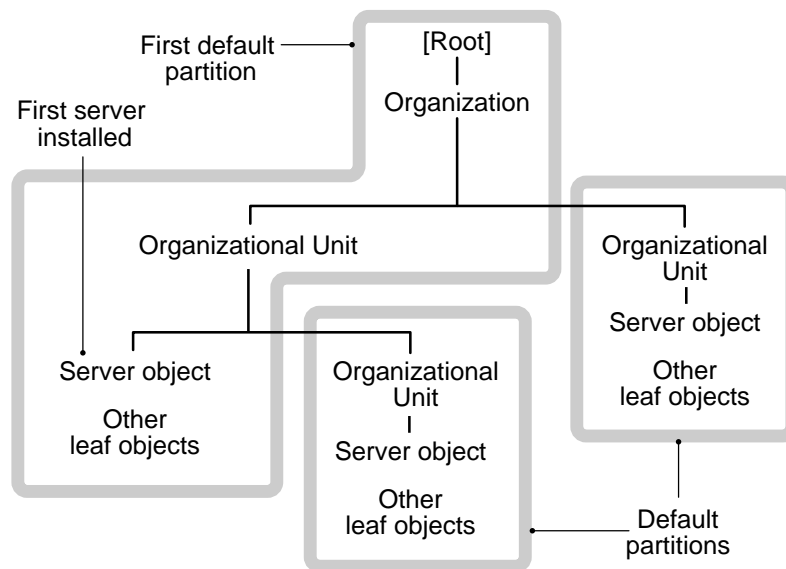 First default
partition
[Root]
Organization
First server
installed
Organizational Unit
Organizational
Unit
Server object
Other
leaf objects
Server object
Other
leaf objects
Organizational
Unit
Server object
Other
leaf objects
Default
partitions